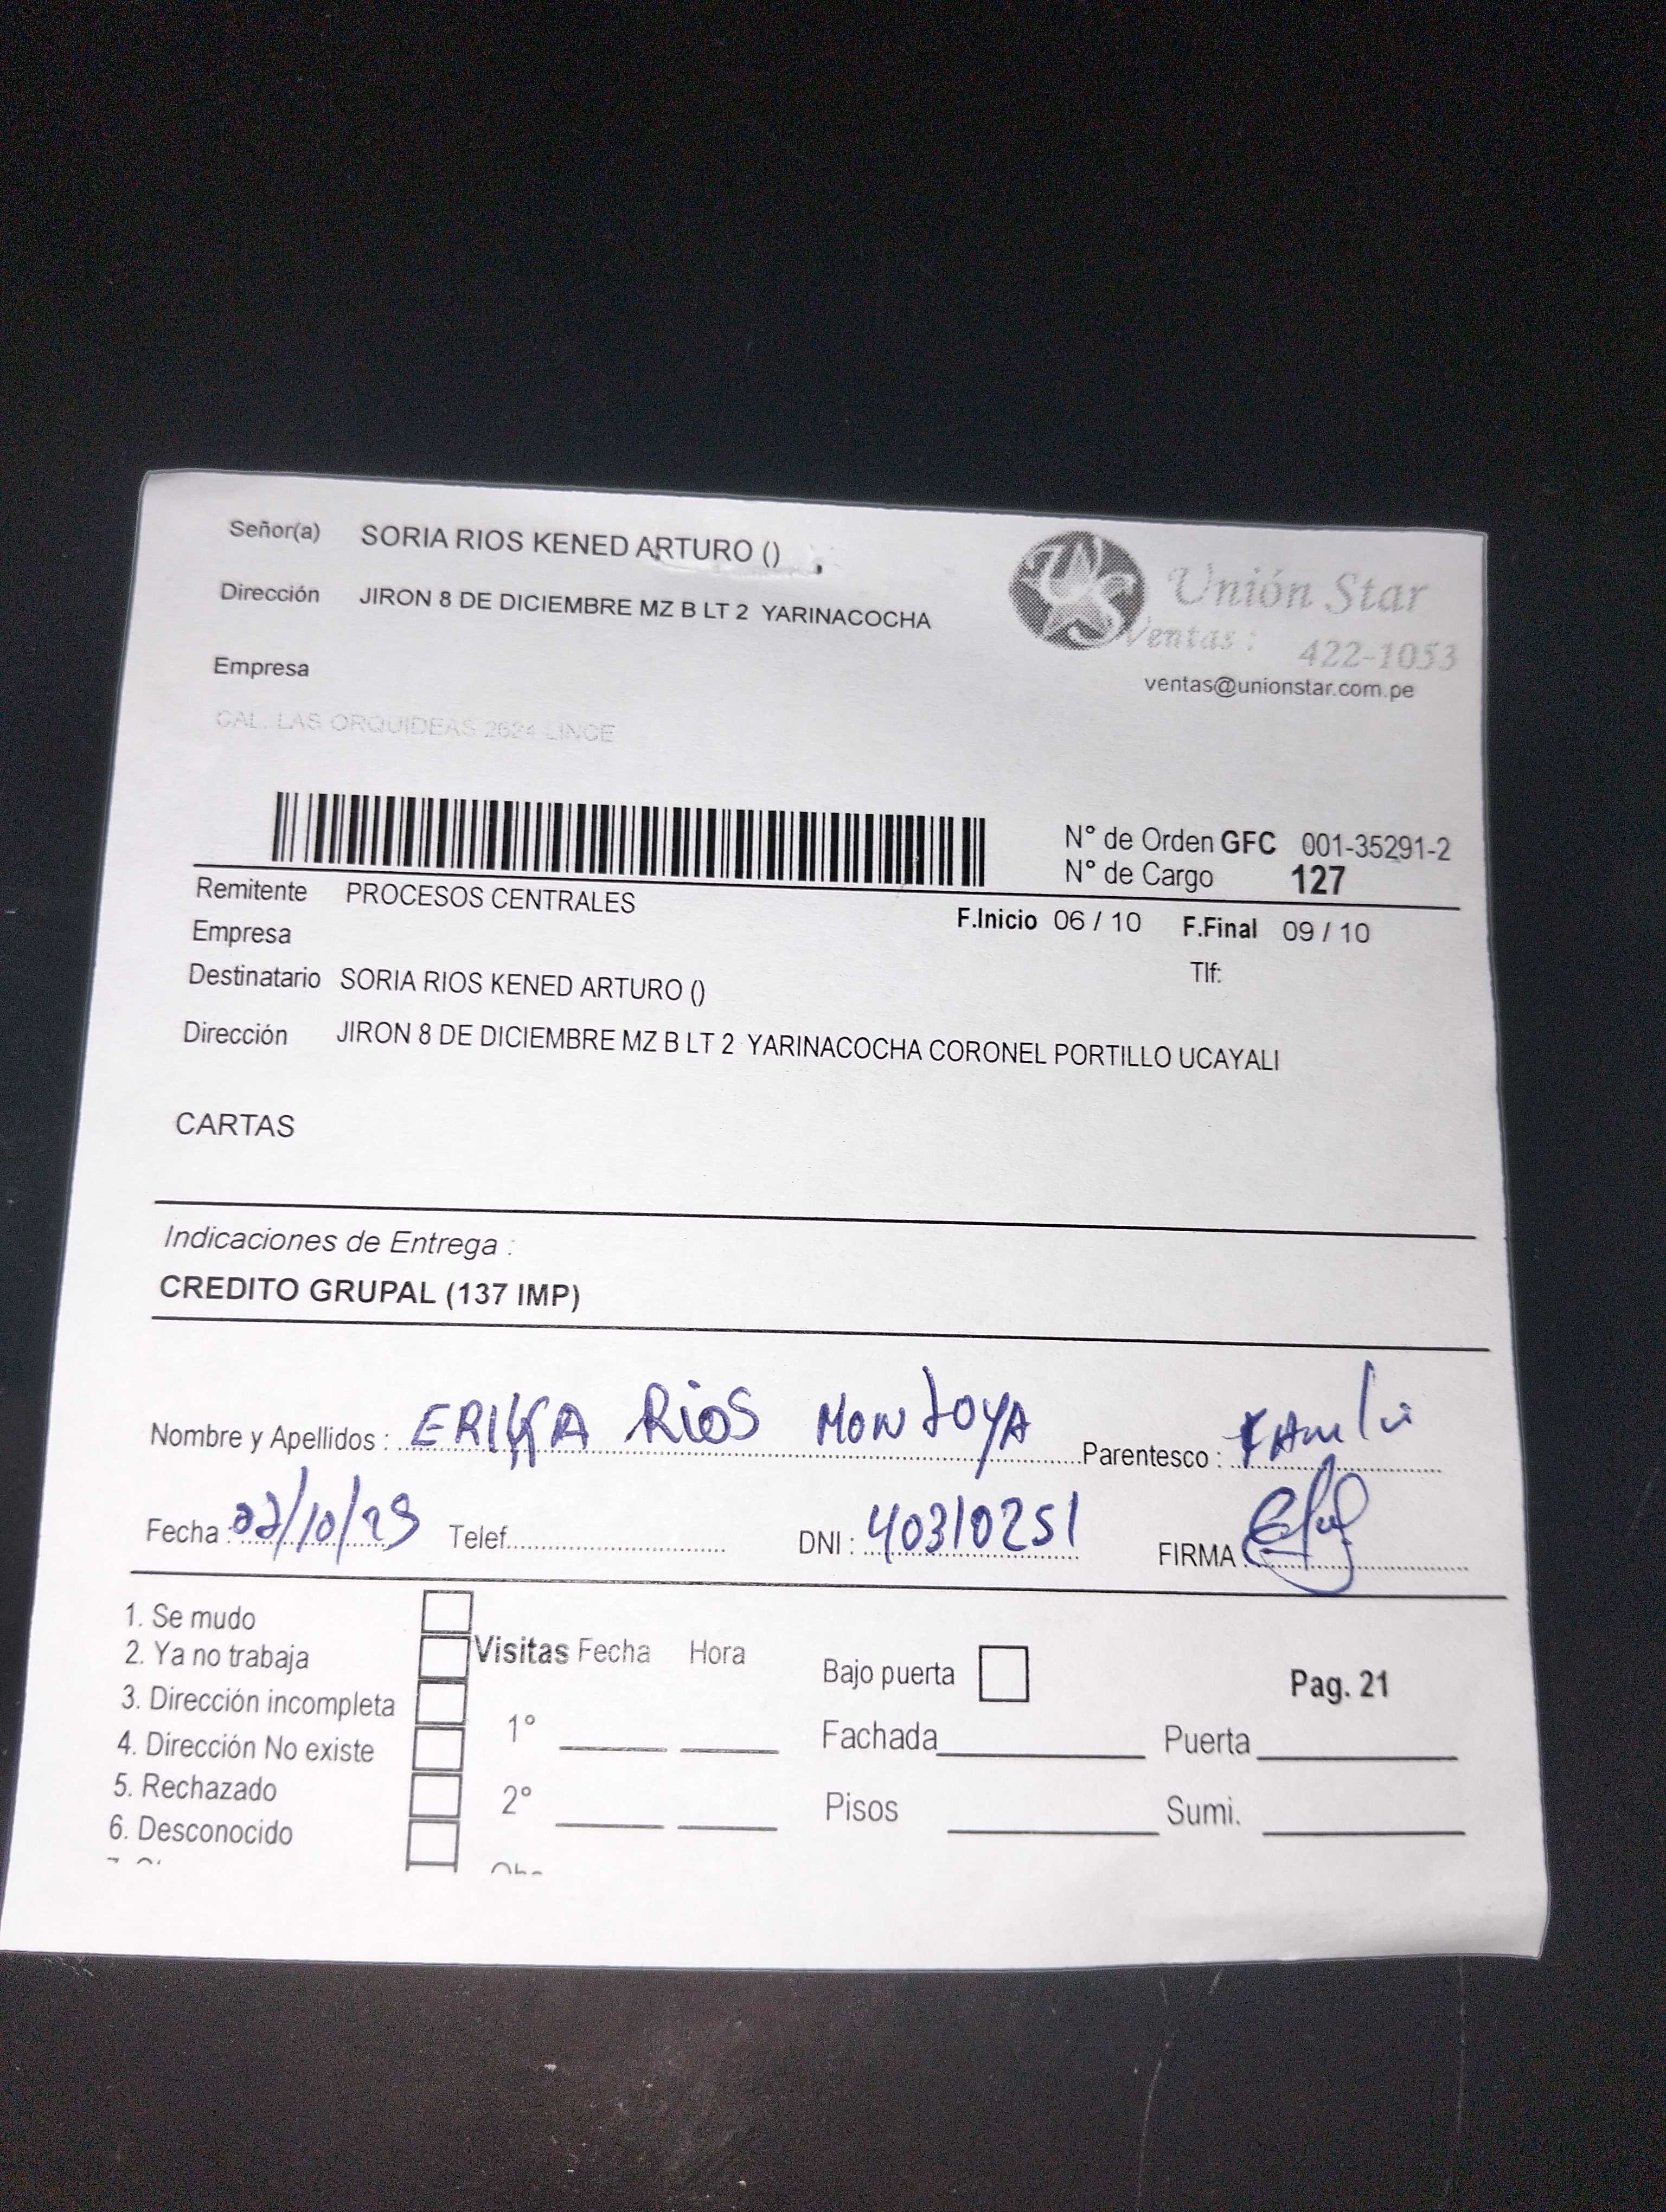 Señor(a) SORIA RIOS KENED ARTURO ()
Dirección JIRON 8 DE DICIEMBRE MZ B LT 2 YARINACOCHA
Unión Star
Ventas : 422-1053
ventas@unionstar.com.pe
Empresa
CAL. LAS ORQUIDEAS 2624 LINCE
N° de Orden GFC 001-35291-2
N° de Cargo 127
Remitente PROCESOS CENTRALES
F.Inicio 06 / 10 F.Final 09 / 10
Empresa
Tlf:
Destinatario SORIA RIOS KENED ARTURO ()
Dirección JIRON 8 DE DICIEMBRE MZ B LT 2 YARINACOCHA CORONEL PORTILLO UCAYALI
CARTAS
Indicaciones de Entrega :
CREDITO GRUPAL (137 IMP)
Nombre y Apellidos : ERIKA Rios MONTOYA Parentesco :
Fecha : Telef. DNI : 40310251 FIRMA
1. Se mudo
2. Ya no trabaja
3. Dirección incompleta
4. Dirección No existe
5. Rechazado
6. Desconocido
Visitas Fecha Hora
1°
2°
Bajo puerta
Pag. 21
Fachada Puerta
Pisos Sumi.